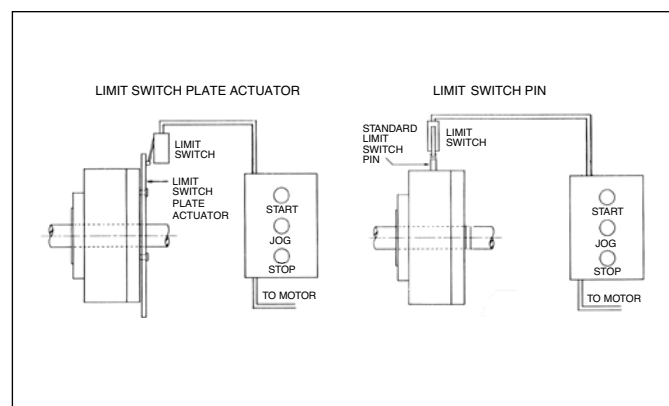 LIMIT SWITCH PLATE ACTUATOR
LIMIT
SWITCH
LIMIT
SWITCH
PLATE
ACTUATOR
START
JOG
STOP
TO MOTOR
LIMIT SWITCH PIN
STANDARD
LIMIT
SWITCH
PIN
LIMIT
SWITCH
START
JOG
STOP
TO MOTOR